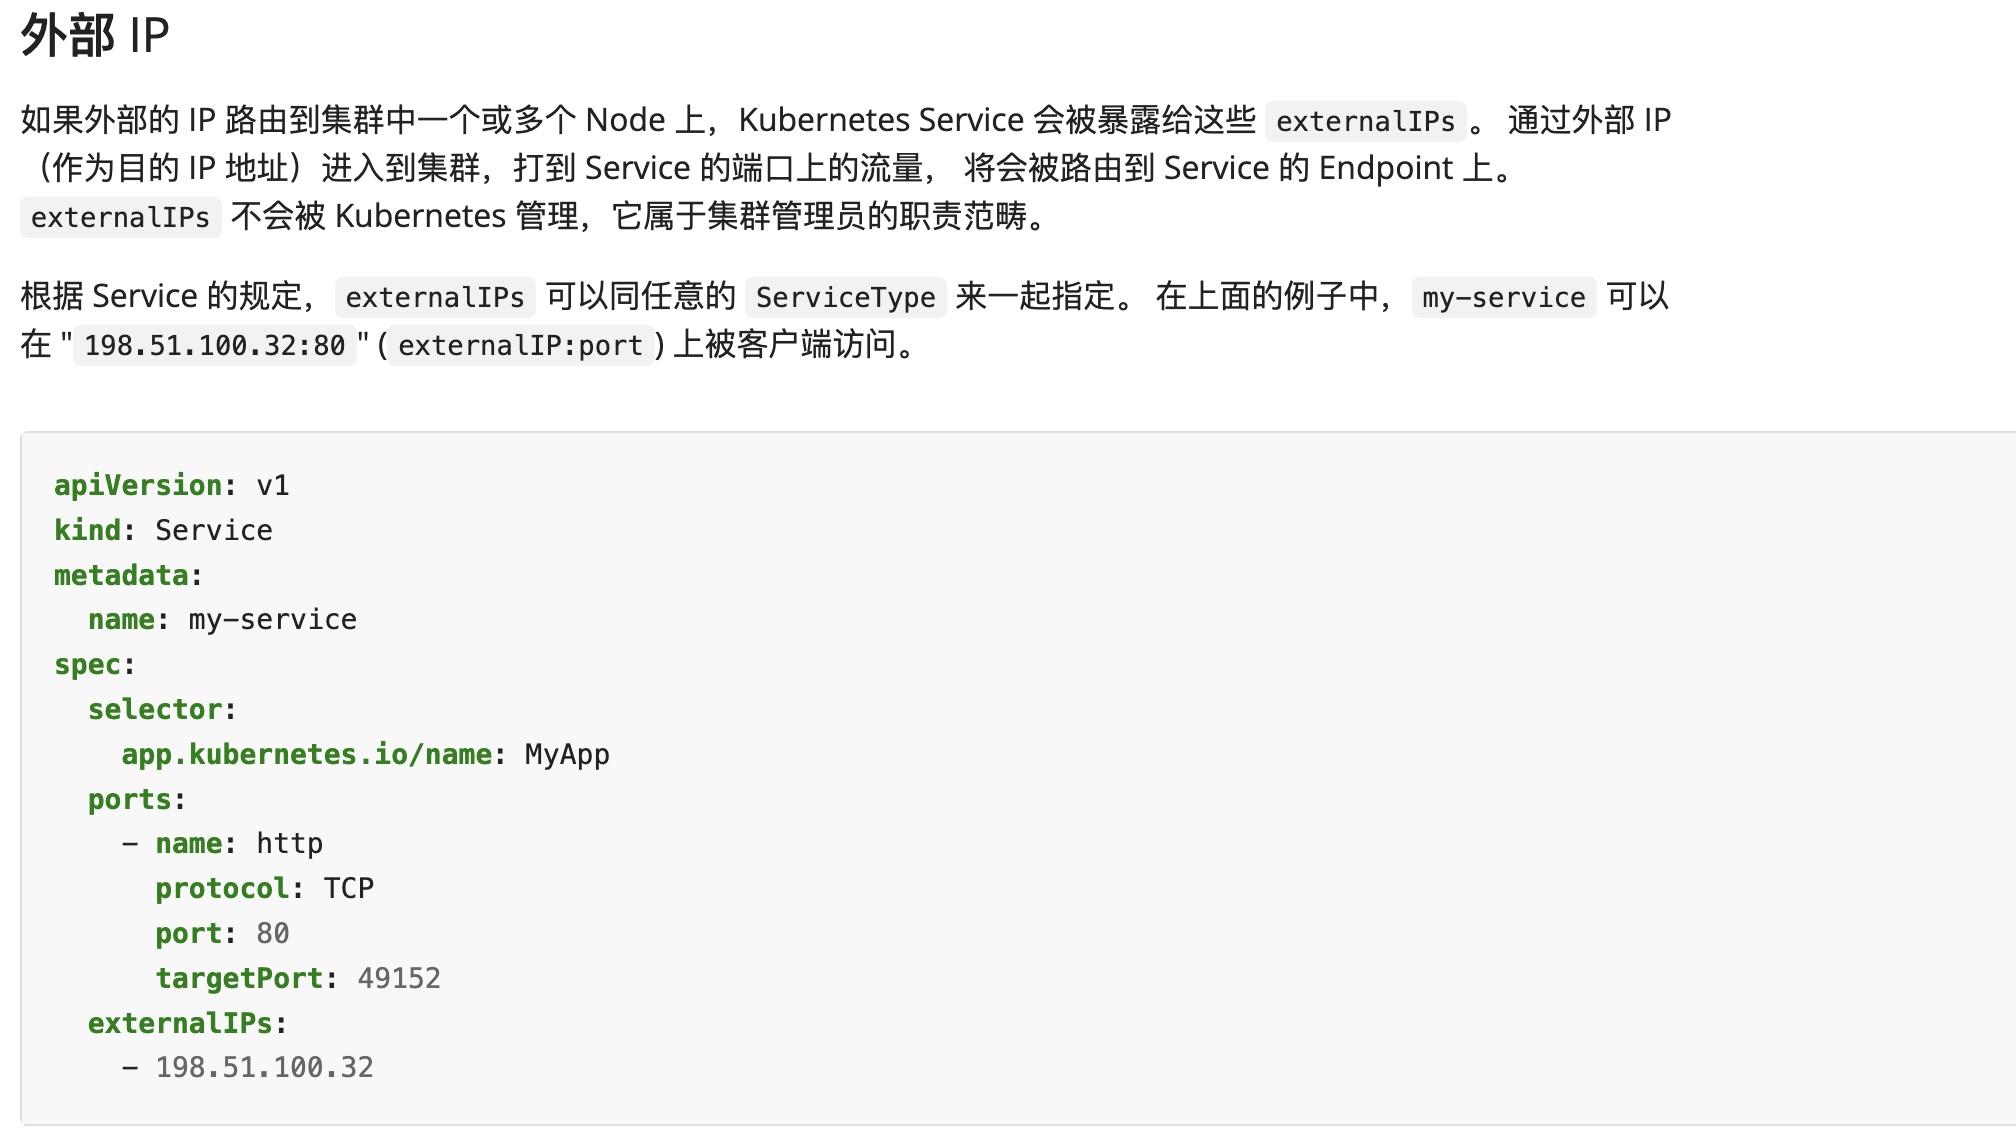 外部 IP
如果外部的 IP 路由到集群中一个或多个 Node 上，Kubernetes Service 会被暴露给这些 externalIPs 。 通过外部 IP
（作为目的 IP 地址）进入到集群，打到 Service 的端口上的流量， 将会被路由到 Service 的 Endpoint 上。
externalIPs 不会被 Kubernetes 管理，它属于集群管理员的职责范畴。
根据 Service 的规定， externalIPs 可以同任意的 ServiceType 来一起指定。 在上面的例子中， my-service 可以
在 " 198.51.100.32:80 " ( externalIP:port ) 上被客户端访问。
apiVersion: v1
kind: Service
metadata:
  name: my-service
spec:
  selector:
    app.kubernetes.io/name: MyApp
  ports:
    - name: http
      protocol: TCP
      port: 80
      targetPort: 49152
  externalIPs:
    - 198.51.100.32